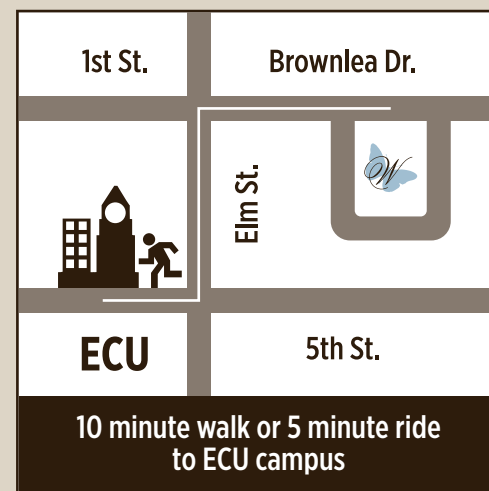 1st St.
Brownlea Dr.
W
Elm St.
ECU
5th St.
10 minute walk or 5 minute ride
to ECU campus